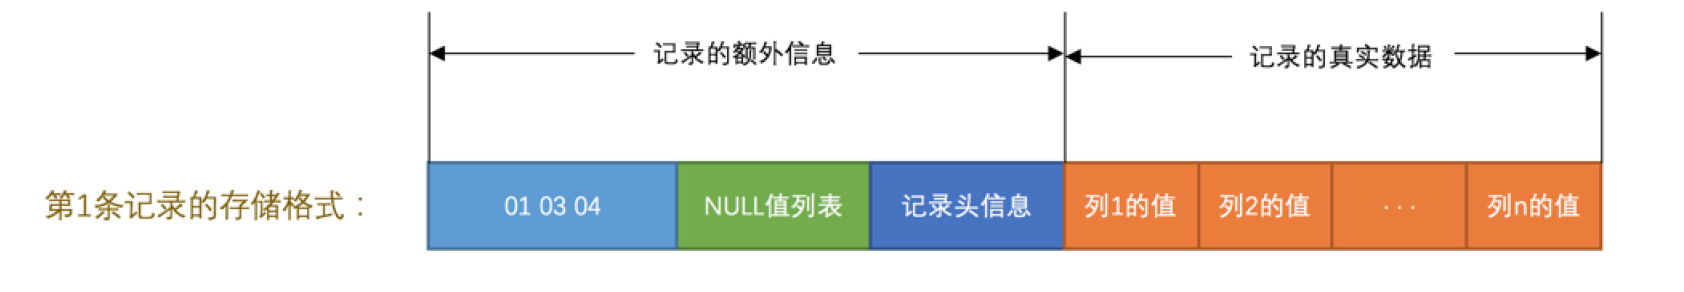 记录的额外信息
记录的真实数据
第1条记录的存储格式：
01 03 04
NULL值列表
记录头信息
列1的值
列2的值
···
列n的值